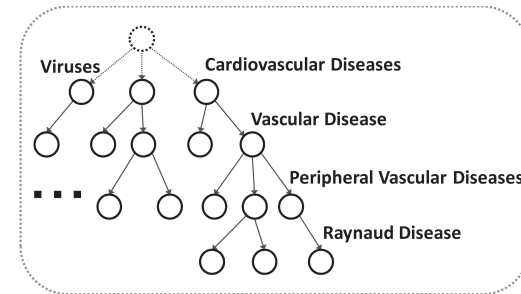 Viruses
Cardiovascular Diseases
Vascular Disease
Peripheral Vascular Diseases
Raynaud Disease